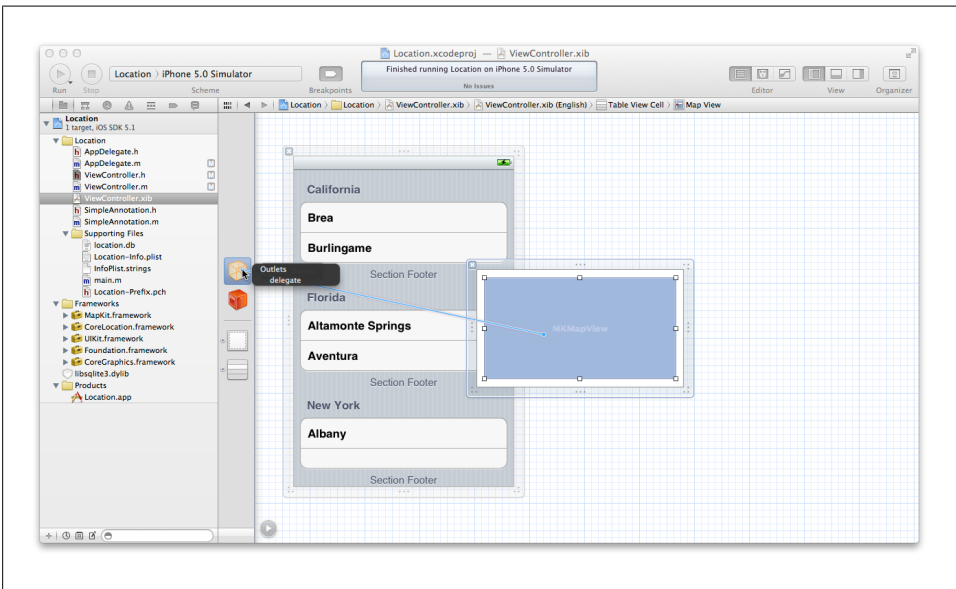 Location.xcodeproj — ViewController.xib
Location › iPhone 5.0 Simulator
Finished running Location on iPhone 5.0 Simulator
No Issues
Run Stop Scheme Breakpoints Editor View Organizer
Location › Location › ViewController.xib › ViewController.xib (English) › Table View Cell › Map View
Location
1 target, iOS SDK 5.1
Location
h AppDelegate.h
m AppDelegate.m M
h ViewController.h M
m ViewController.m M
ViewController.xib
h SimpleAnnotation.h
m SimpleAnnotation.m
Supporting Files
location.db
Location-Info.plist
InfoPlist.strings
m main.m
h Location-Prefix.pch
Frameworks
MapKit.framework
CoreLocation.framework
UIKit.framework
Foundation.framework
CoreGraphics.framework
libsqlite3.dylib
Products
Location.app
Outlets
delegate
California
Brea
Burlingame
Section Footer
Florida
Altamonte Springs
Aventura
Section Footer
New York
Albany
Section Footer
MKMapView